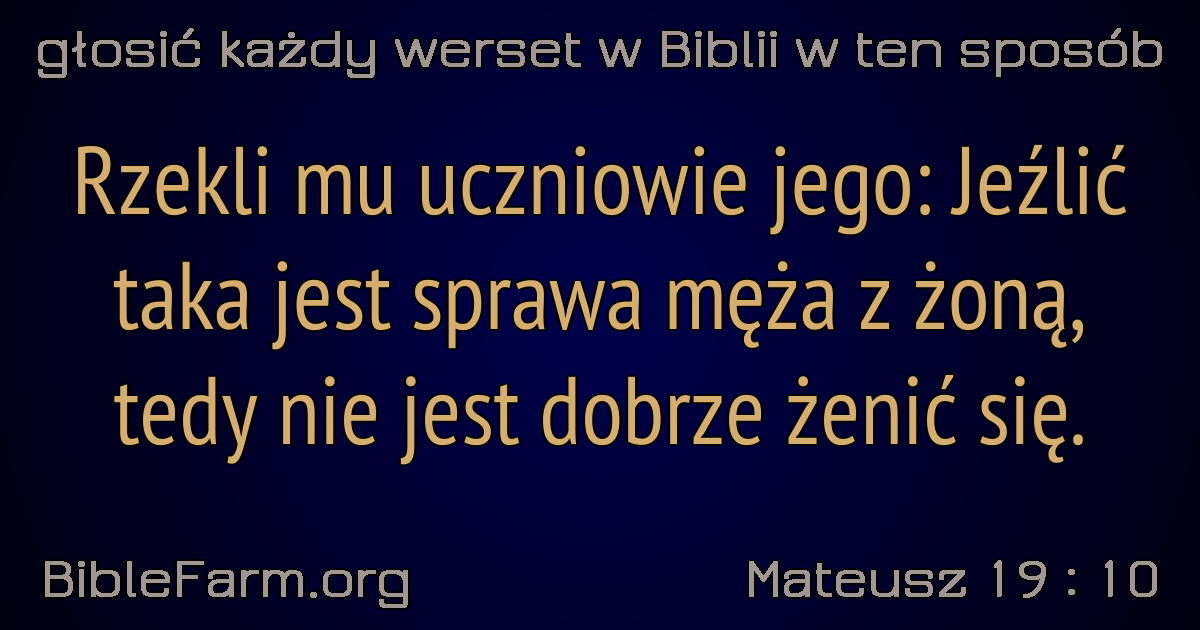 głosić każdy werset w Biblii w ten sposób
Rzekli mu uczniowie jego: Jeźlić
taka jest sprawa męża z żoną,
tedy nie jest dobrze żenić się.
BibleFarm.org
Mateusz 19 : 10